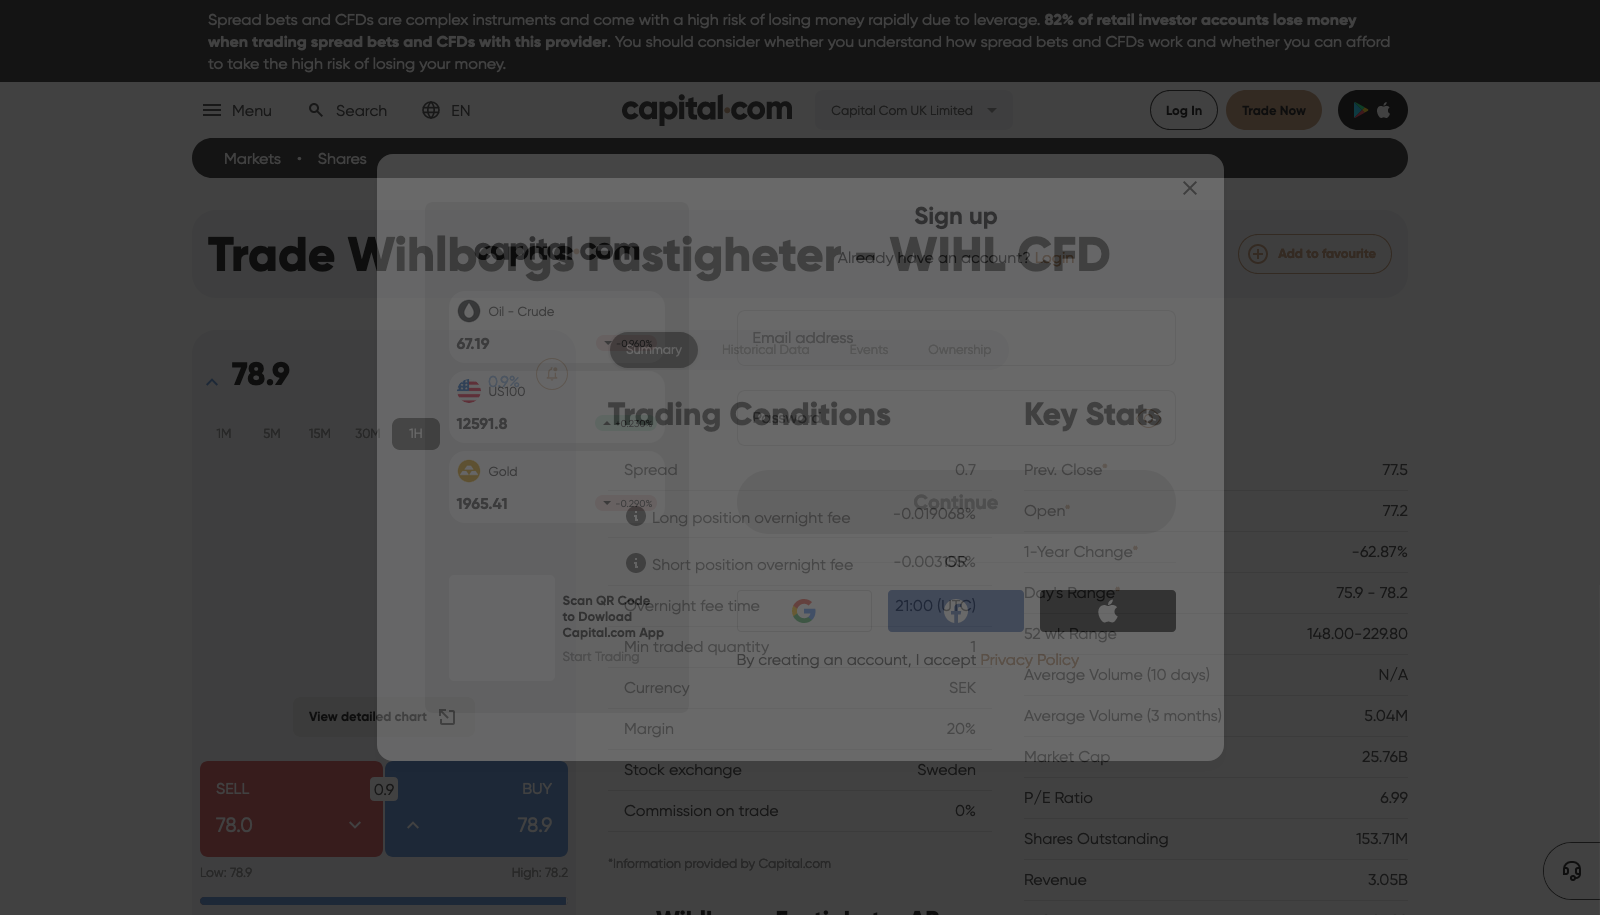 Spread bets and CFDs are complex instruments and come with a high risk of losing money rapidly due to leverage. 82% of retail investor accounts lose money
when trading spread bets and CFDs with this provider. You should consider whether you understand how spread bets and CFDs work and whether you can afford
to take the high risk of losing your money.
Menu
Search
EN
capital.com
Capital Com UK Limited
Log In
Trade Now
Markets • Shares
Trade Wihlborgs Fastigheter - WIHL CFD
Add to favourite
78.9
0.9%
1M
5M
15M
30M
1H
View detailed chart
SELL
78.0
0.9
BUY
78.9
Low: 78.9
High: 78.2
Summary
Historical Data
Events
Ownership
Trading Conditions
Spread 0.7
Long position overnight fee -0.019068%
Short position overnight fee
Overnight fee time 21:00 (UTC)
Min traded quantity 1
Currency SEK
Margin 20%
Stock exchange Sweden
Commission on trade 0%
*Information provided by Capital.com
Key Stats
Prev. Close* 77.5
Open* 77.2
1-Year Change* -62.87%
Day's Range* 75.9 - 78.2
52 wk Range 148.00-229.80
Average Volume (10 days) N/A
Average Volume (3 months) 5.04M
Market Cap 25.76B
P/E Ratio 6.99
Shares Outstanding 153.71M
Revenue 3.05B
capital.com
Oil - Crude
67.19
-0.960%
US100
12591.8
+0.230%
Gold
1965.41
-0.290%
Scan QR Code
to Dowload
Capital.com App
Start Trading
Sign up
Already have an account? Login
Email address
Password
Continue
OR
By creating an account, I accept Privacy Policy